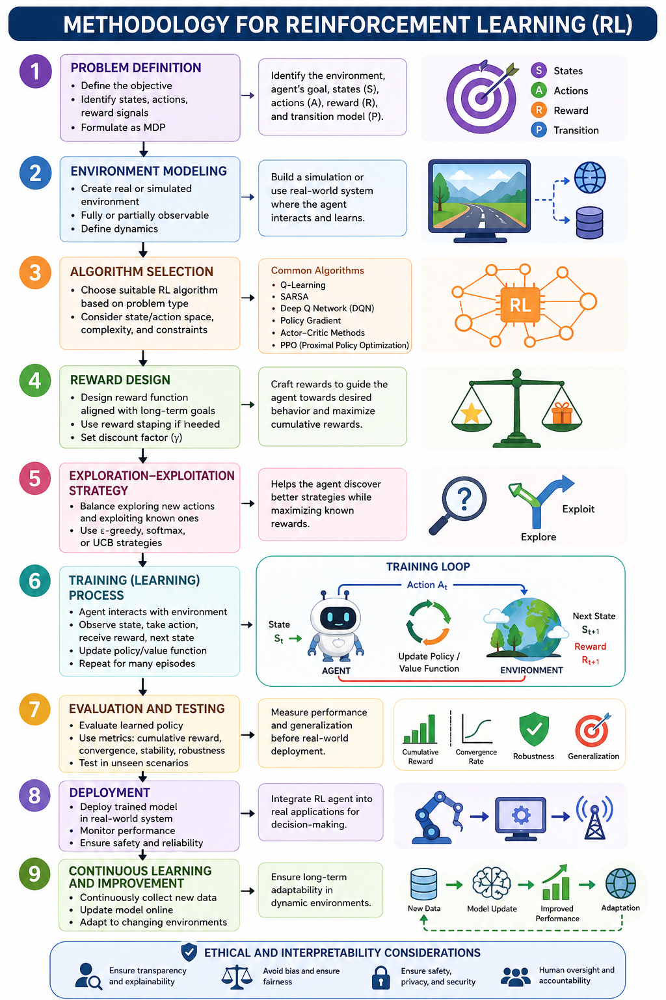 METHODOLOGY FOR REINFORCEMENT LEARNING (RL)
1
PROBLEM DEFINITION
• Define the objective
• Identify states, actions,
reward signals
• Formulate as MDP
Identify the environment,
agent's goal, states (S),
actions (A), reward (R),
and transition model (P).
S States
A Actions
R Reward
P Transition
2
ENVIRONMENT MODELING
• Create real or simulated
environment
• Fully or partially observable
• Define dynamics
Build a simulation or
use real-world system
where the agent
interacts and learns.
3
ALGORITHM SELECTION
• Choose suitable RL algorithm
based on problem type
• Consider state/action space,
complexity, and constraints
Common Algorithms
• Q-Learning
• SARSA
• Deep Q Network (DQN)
• Policy Gradient
• Actor-Critic Methods
• PPO (Proximal Policy Optimization)
RL
4
REWARD DESIGN
• Design reward function
aligned with long-term goals
• Use reward staping if needed
• Set discount factor (γ)
Craft rewards to guide the
agent towards desired
behavior and maximize
cumulative rewards.
5
EXPLORATION–EXPLOITATION
STRATEGY
• Balance exploring new actions
and exploiting known ones
• Use ε-greedy, softmax,
or UCB strategies
Helps the agent discover
better strategies while
maximizing known
rewards.
?
Exploit
Explore
6
TRAINING (LEARNING)
PROCESS
• Agent interacts with environment
• Observe state, take action,
receive reward, next state
• Update policy/value function
• Repeat for many episodes
TRAINING LOOP
Action At
State
St
AGENT
Update Policy /
Value Function
ENVIRONMENT
Next State
St+1
Reward
Rt+1
7
EVALUATION AND TESTING
• Evaluate learned policy
• Use metrics: cumulative reward,
convergence, stability, robustness
• Test in unseen scenarios
Measure performance
and generalization
before real-world
deployment.
Cumulative
Reward
Convergence
Rate
Robustness
Generalization
8
DEPLOYMENT
• Deploy trained model
in real-world system
• Monitor performance
• Ensure safety and reliability
Integrate RL agent into
real applications for
decision-making.
9
CONTINUOUS LEARNING
AND IMPROVEMENT
• Continuously collect new data
• Update model online
• Adapt to changing environments
Ensure long-term
adaptability in
dynamic environments.
New Data
Model Update
Improved
Performance
Adaptation
ETHICAL AND INTERPRETABILITY CONSIDERATIONS
Ensure transparency
and explainability
Avoid bias and ensure
fairness
Ensure safety,
privacy, and security
Human oversight and
accountability